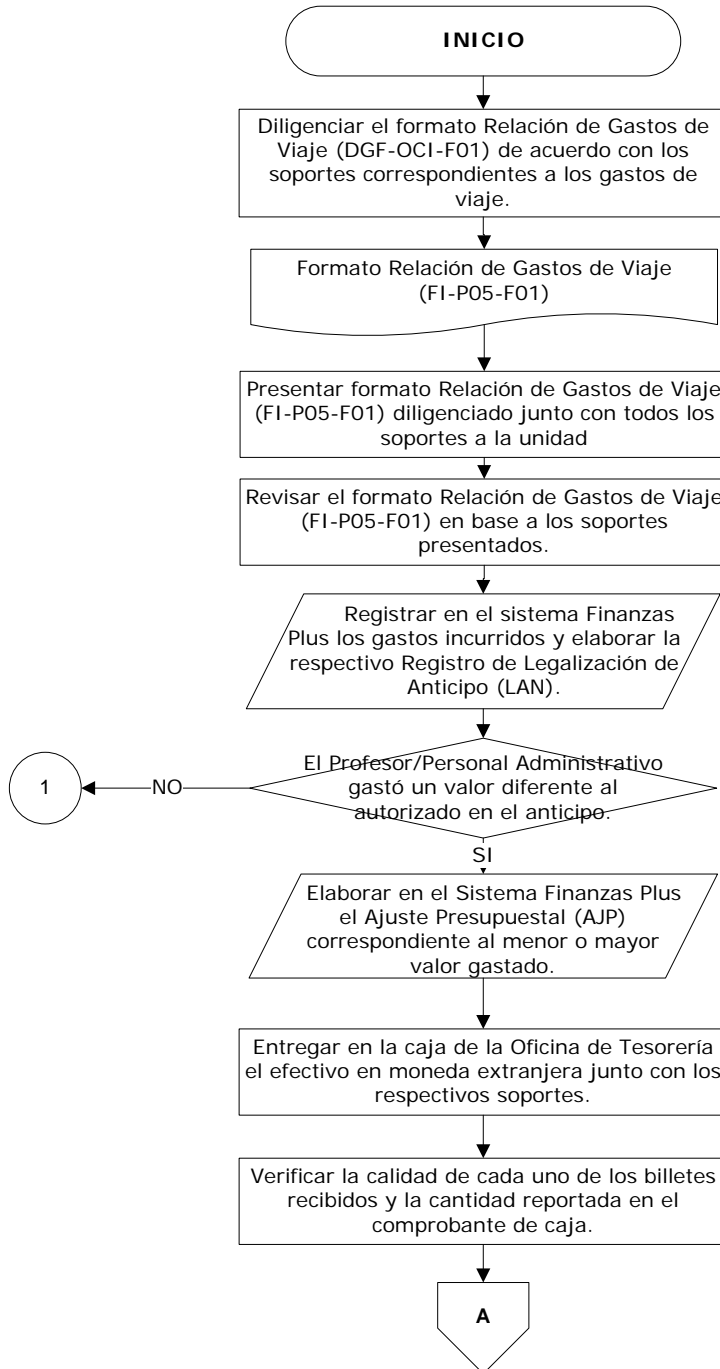 INICIO
Diligenciar el formato Relación de Gastos de
Viaje (DGF-OCI-F01) de acuerdo con los
soportes correspondientes a los gastos de
viaje.
Formato Relación de Gastos de Viaje
(FI-P05-F01)
Presentar formato Relación de Gastos de Viaje
(FI-P05-F01) diligenciado junto con todos los
soportes a la unidad
Revisar el formato Relación de Gastos de Viaje
(FI-P05-F01) en base a los soportes
presentados.
Registrar en el sistema Finanzas
Plus los gastos incurridos y elaborar la
respectivo Registro de Legalización de
Anticipo (LAN).
El Profesor/Personal Administrativo
gastó un valor diferente al
autorizado en el anticipo.
NO
1
SI
Elaborar en el Sistema Finanzas Plus
el Ajuste Presupuestal (AJP)
correspondiente al menor o mayor
valor gastado.
Entregar en la caja de la Oficina de Tesorería
el efectivo en moneda extranjera junto con los
respectivos soportes.
Verificar la calidad de cada uno de los billetes
recibidos y la cantidad reportada en el
comprobante de caja.
A